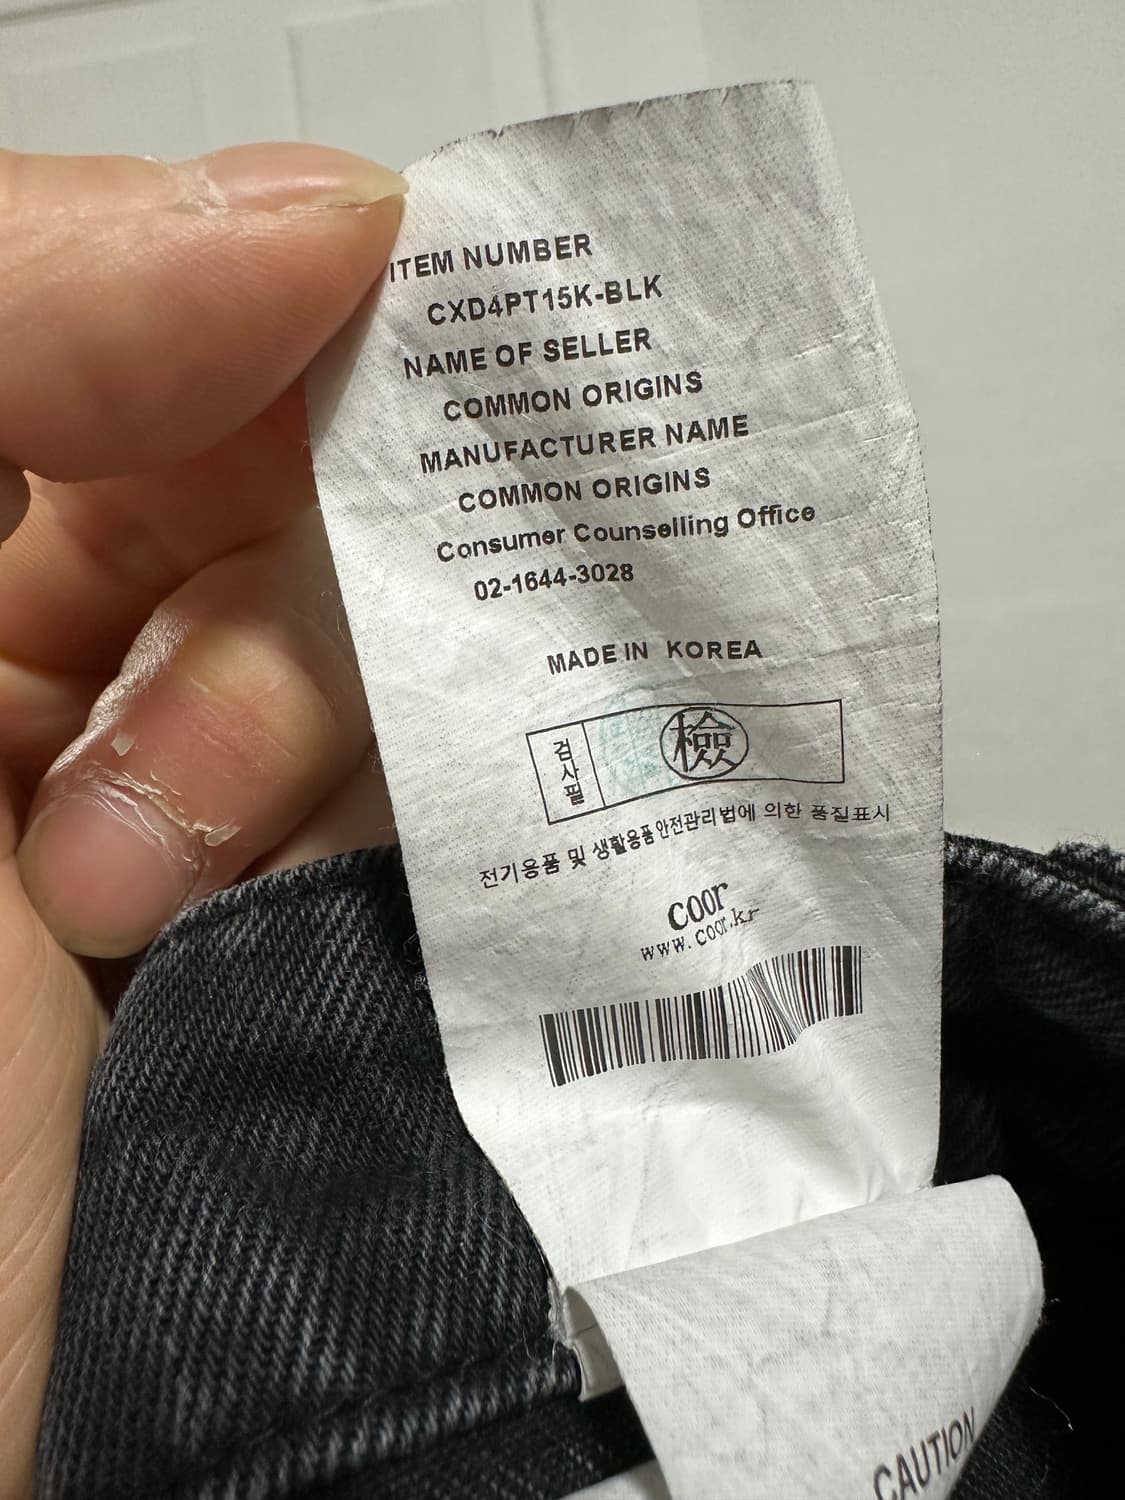 ITEM NUMBER
CXD4PT15K-BLK
NAME OF SELLER
COMMON ORIGINS
MANUFACTURER NAME
COMMON ORIGINS
Consumer Counselling Office
02-1644-3028
MADE IN KOREA
검사필
檢
전기용품 및 생활용품안전관리법에 의한 품질표시
coor
www.coor.kr
CAUTION